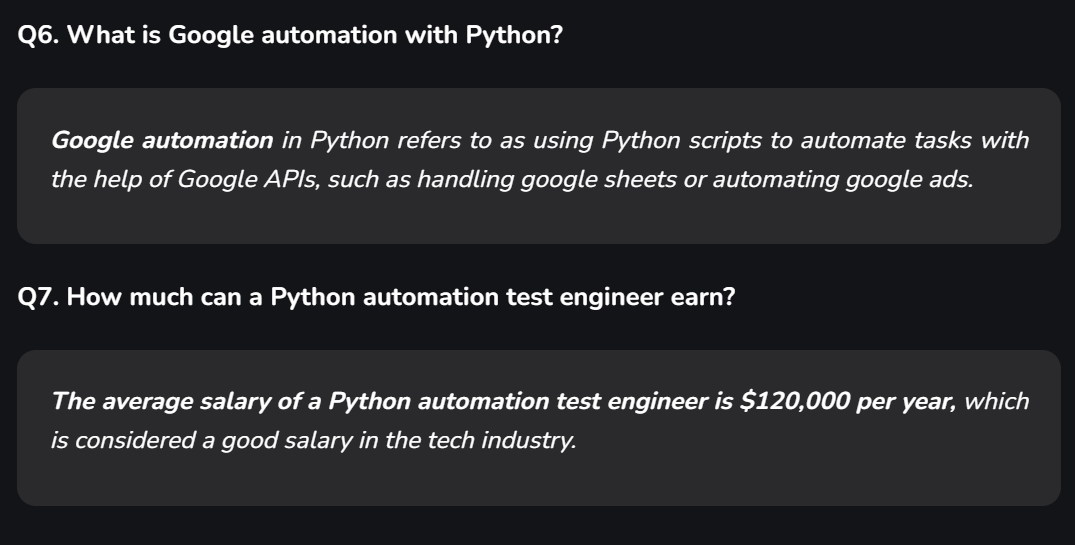 Q6. What is Google automation with Python?
Google automation in Python refers to as using Python scripts to automate tasks with
the help of Google APIs, such as handling google sheets or automating google ads.
Q7. How much can a Python automation test engineer earn?
The average salary of a Python automation test engineer is $120,000 per year, which
is considered a good salary in the tech industry.